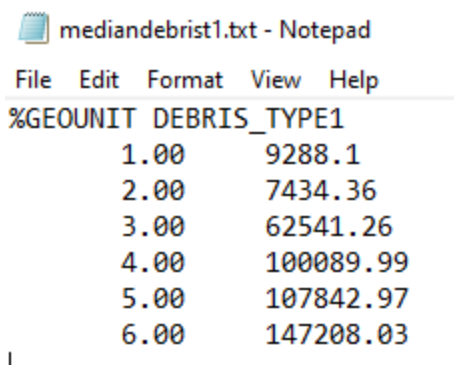 mediandebrist1.txt - Notepad
File Edit Format View Help
%GEOUNIT DEBRIS_TYPE1
1.00 9288.1
2.00 7434.36
3.00 62541.26
4.00 100089.99
5.00 107842.97
6.00 147208.03